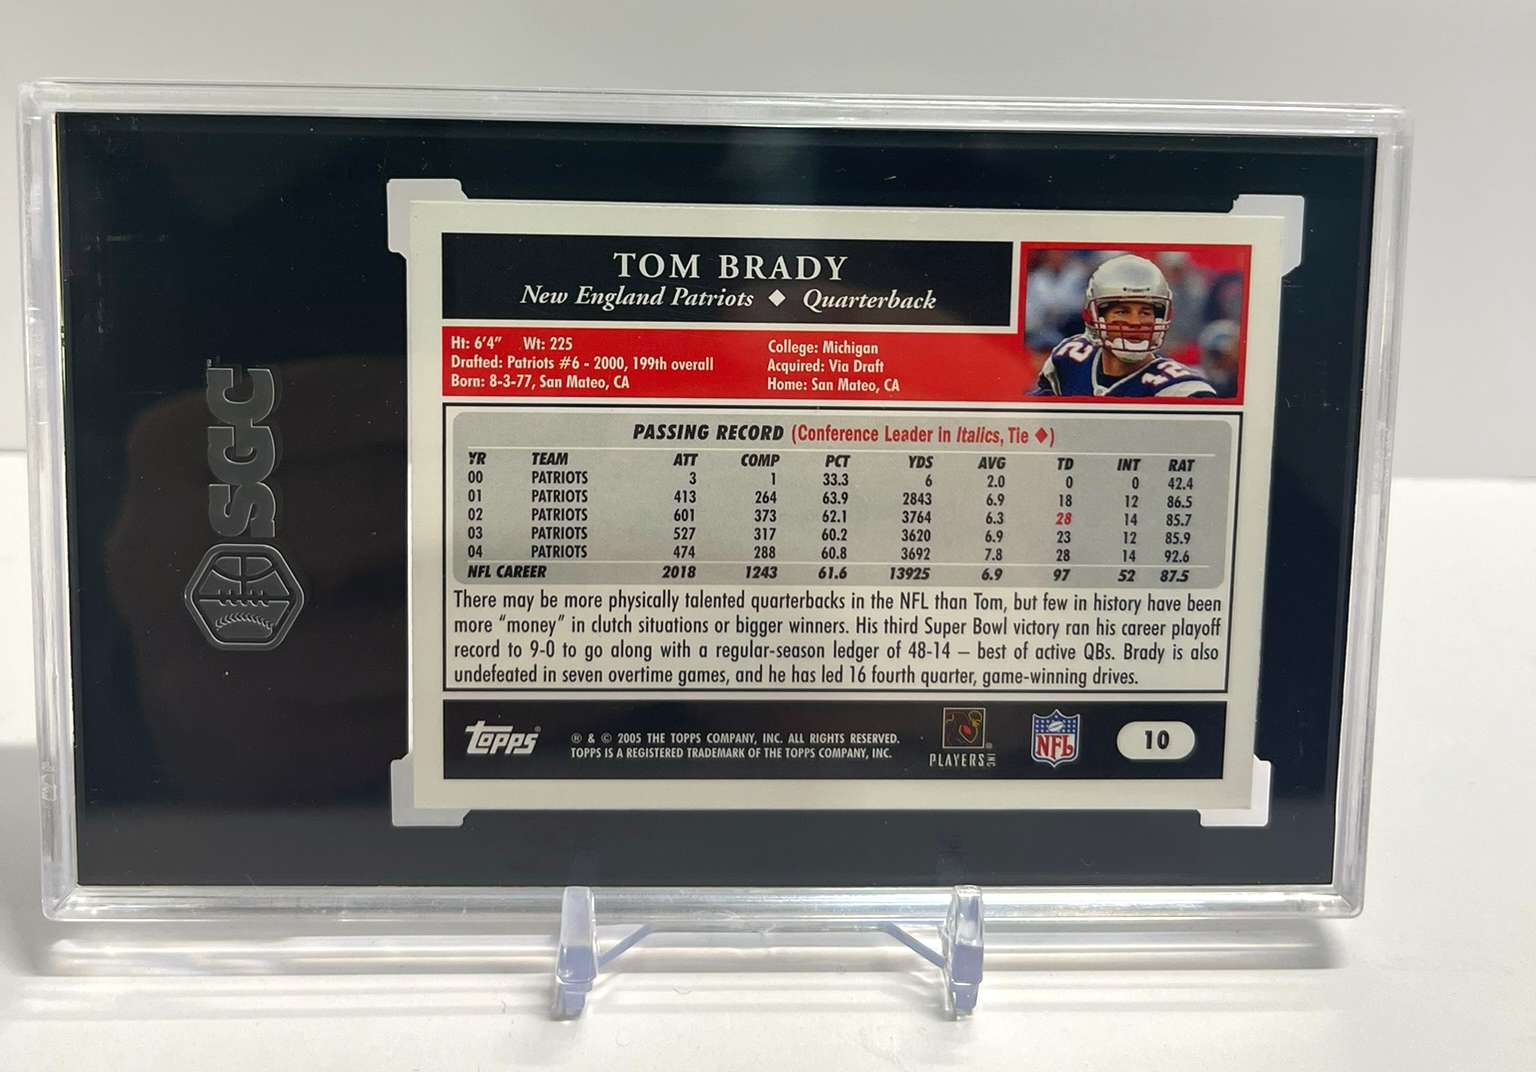 SGC
TOM BRADY
New England Patriots ◆ Quarterback
12
12
Ht: 6'4" Wt: 225
Drafted: Patriots #6 - 2000, 199th overall
Born: 8-3-77, San Mateo, CA
College: Michigan
Acquired: Via Draft
Home: San Mateo, CA
PASSING RECORD (Conference Leader in Italics, Tie ◆)
YR TEAM ATT COMP PCT YDS AVG TD INT RAT
00 PATRIOTS 3 1 33.3 6 2.0 0 0 42.4
01 PATRIOTS 413 264 63.9 2843 6.9 18 12 86.5
02 PATRIOTS 601 373 62.1 3764 6.3 28 14 85.7
03 PATRIOTS 527 317 60.2 3620 6.9 23 12 85.9
04 PATRIOTS 474 288 60.8 3692 7.8 28 14 92.6
NFL CAREER 2018 1243 61.6 13925 6.9 97 52 87.5
There may be more physically talented quarterbacks in the NFL than Tom, but few in history have been
more “money” in clutch situations or bigger winners. His third Super Bowl victory ran his career playoff
record to 9-0 to go along with a regular-season ledger of 48-14 — best of active QBs. Brady is also
undefeated in seven overtime games, and he has led 16 fourth quarter, game-winning drives.
Topps®
® & © 2005 THE TOPPS COMPANY, INC. ALL RIGHTS RESERVED.
TOPPS IS A REGISTERED TRADEMARK OF THE TOPPS COMPANY, INC.
PLAYERS INC
NFL
10